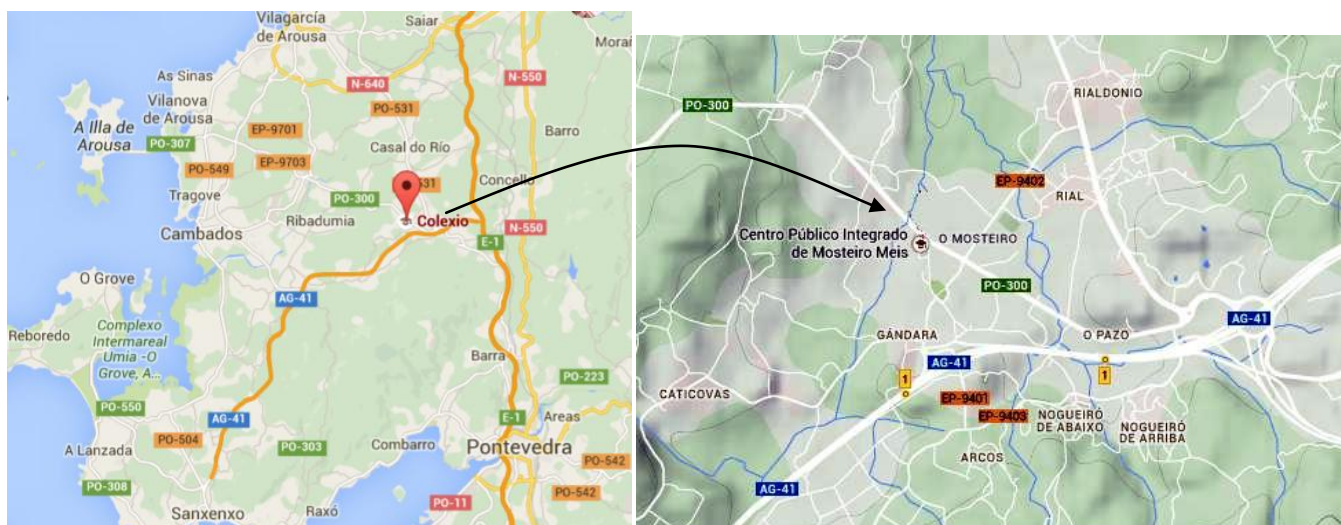 Vilagarcía
de Arousa
Saiar
Morai
N-640
N-550
As Sinas
PO-531
Vilanova
de Arousa
A Illa de
Arousa
EP-9701
Barro
PO-307
Casal do Río
EP-9703
PO-549
Concello
Tragove
PO-300
531
Ribadumia
Colexio
N-550
Cambados
E-1
O Grove
AG-41
Reboredo
Complexo
Intermareal
Umia -O
Grove, A...
Barra
PO-223
PO-550
E-1
Areas
AG-41
A Lanzada
PO-504
PO-303
Combarro
Pontevedra
PO-542
PO-308
PO-542
PO-11
Sanxenxo
Raxó
PO-300
RIALDONIO
EP-9402
RIAL
Centro Público Integrado
de Mosteiro Meis
O MOSTEIRO
PO-300
AG-41
GÁNDARA
O PAZO
AG-41
1
1
CATICOVAS
EP-9401
EP-9403
NOGUEIRÓ
DE ABAIXO
NOGUEIRÓ
DE ARRIBA
ARCOS
AG-41